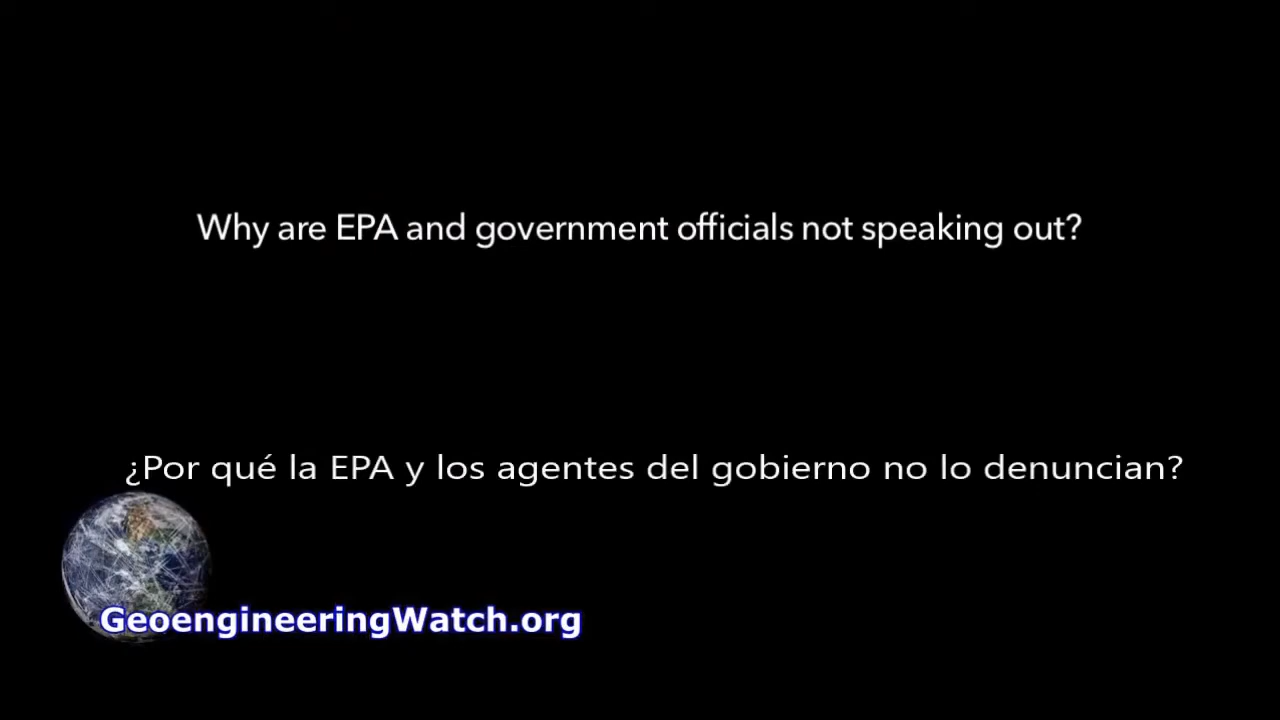 Why are EPA and government officials not speaking out?
¿Por qué la EPA y los agentes del gobierno no lo denuncian?
GeoengineeringWatch.org